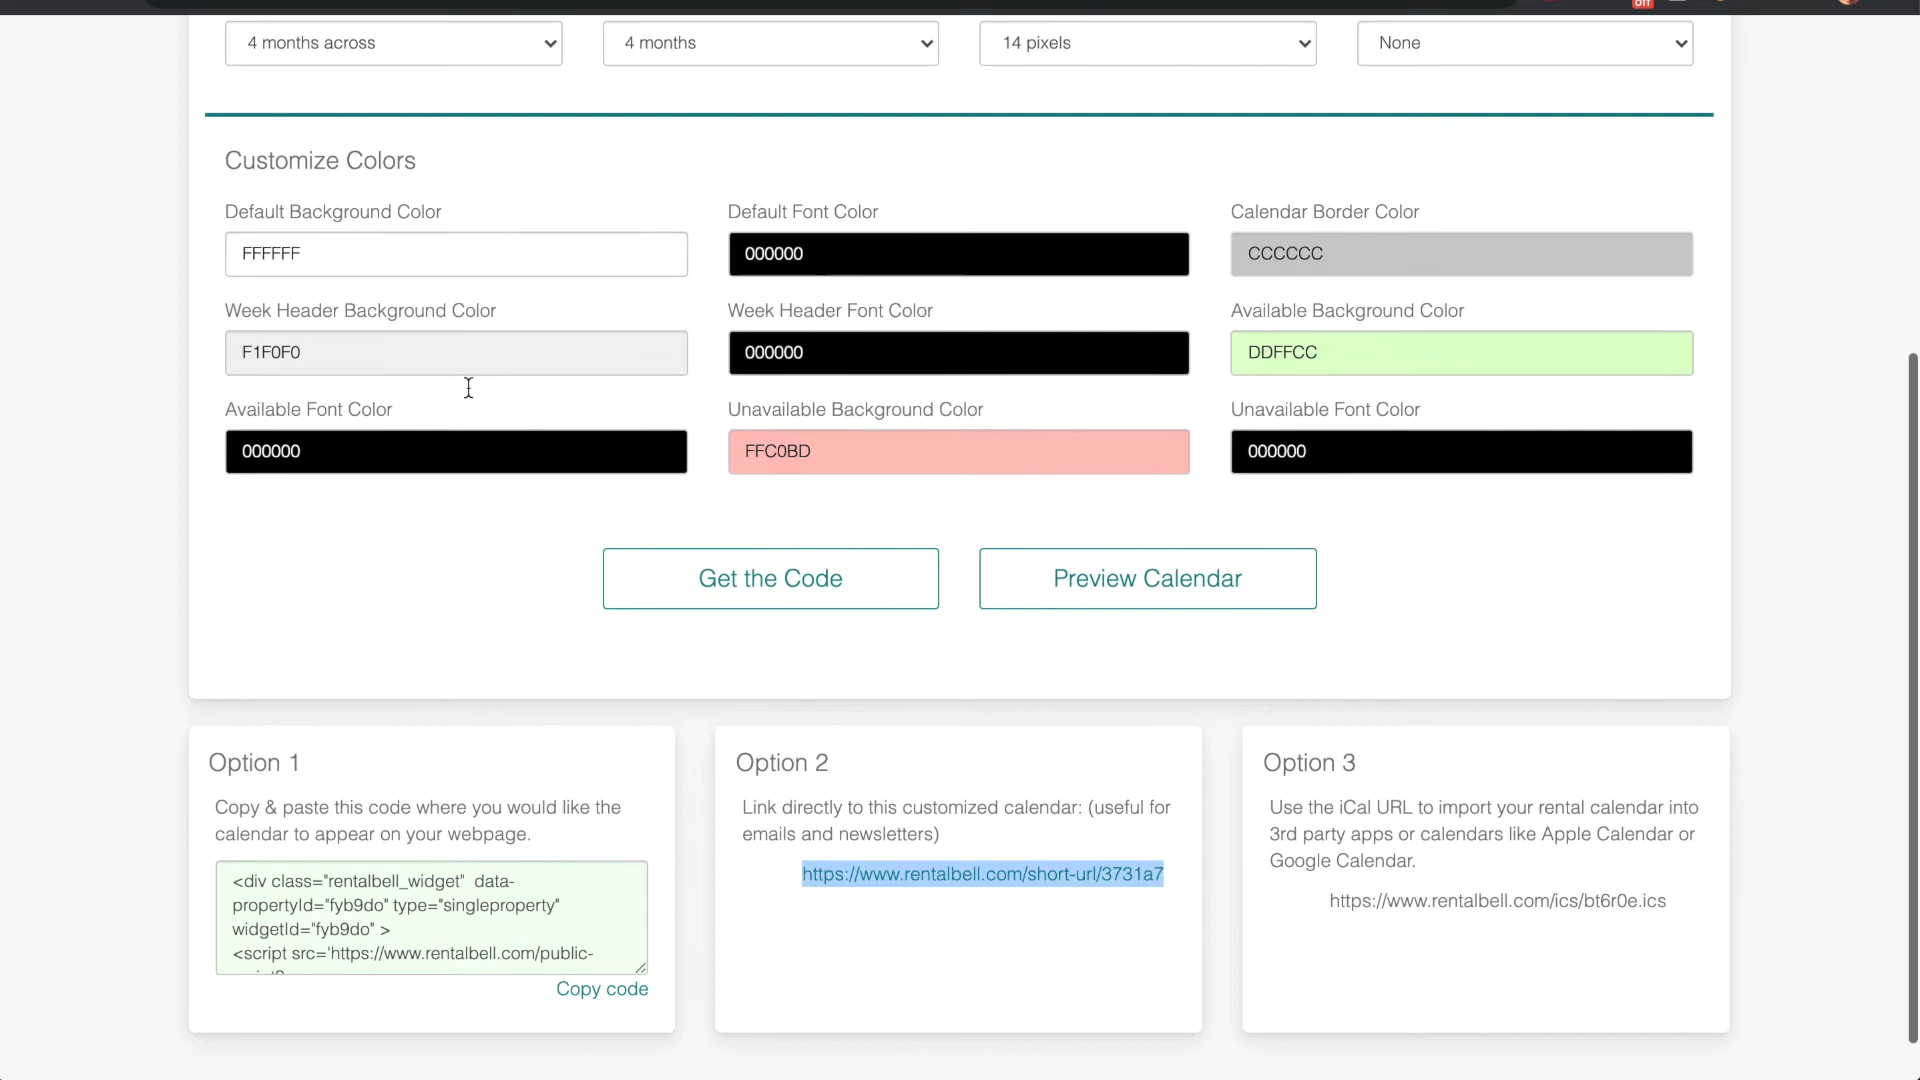 off
4 months across
4 months
14 pixels
None
Customize Colors
Default Background Color
Default Font Color
Calendar Border Color
FFFFFF
000000
CCCCCC
Week Header Background Color
Week Header Font Color
Available Background Color
F1F0F0
000000
DDFFCC
Available Font Color
Unavailable Background Color
Unavailable Font Color
000000
FFC0BD
000000
Get the Code
Preview Calendar
Option 1
Copy & paste this code where you would like the
calendar to appear on your webpage.
<div class="rentalbell_widget"  data-
propertyId="fyb9do" type="singleproperty"
widgetId="fyb9do" >
<script src='https://www.rentalbell.com/public-
Copy code
Option 2
Link directly to this customized calendar: (useful for
emails and newsletters)
https://www.rentalbell.com/short-url/3731a7
Option 3
Use the iCal URL to import your rental calendar into
3rd party apps or calendars like Apple Calendar or
Google Calendar.
https://www.rentalbell.com/ics/bt6r0e.ics